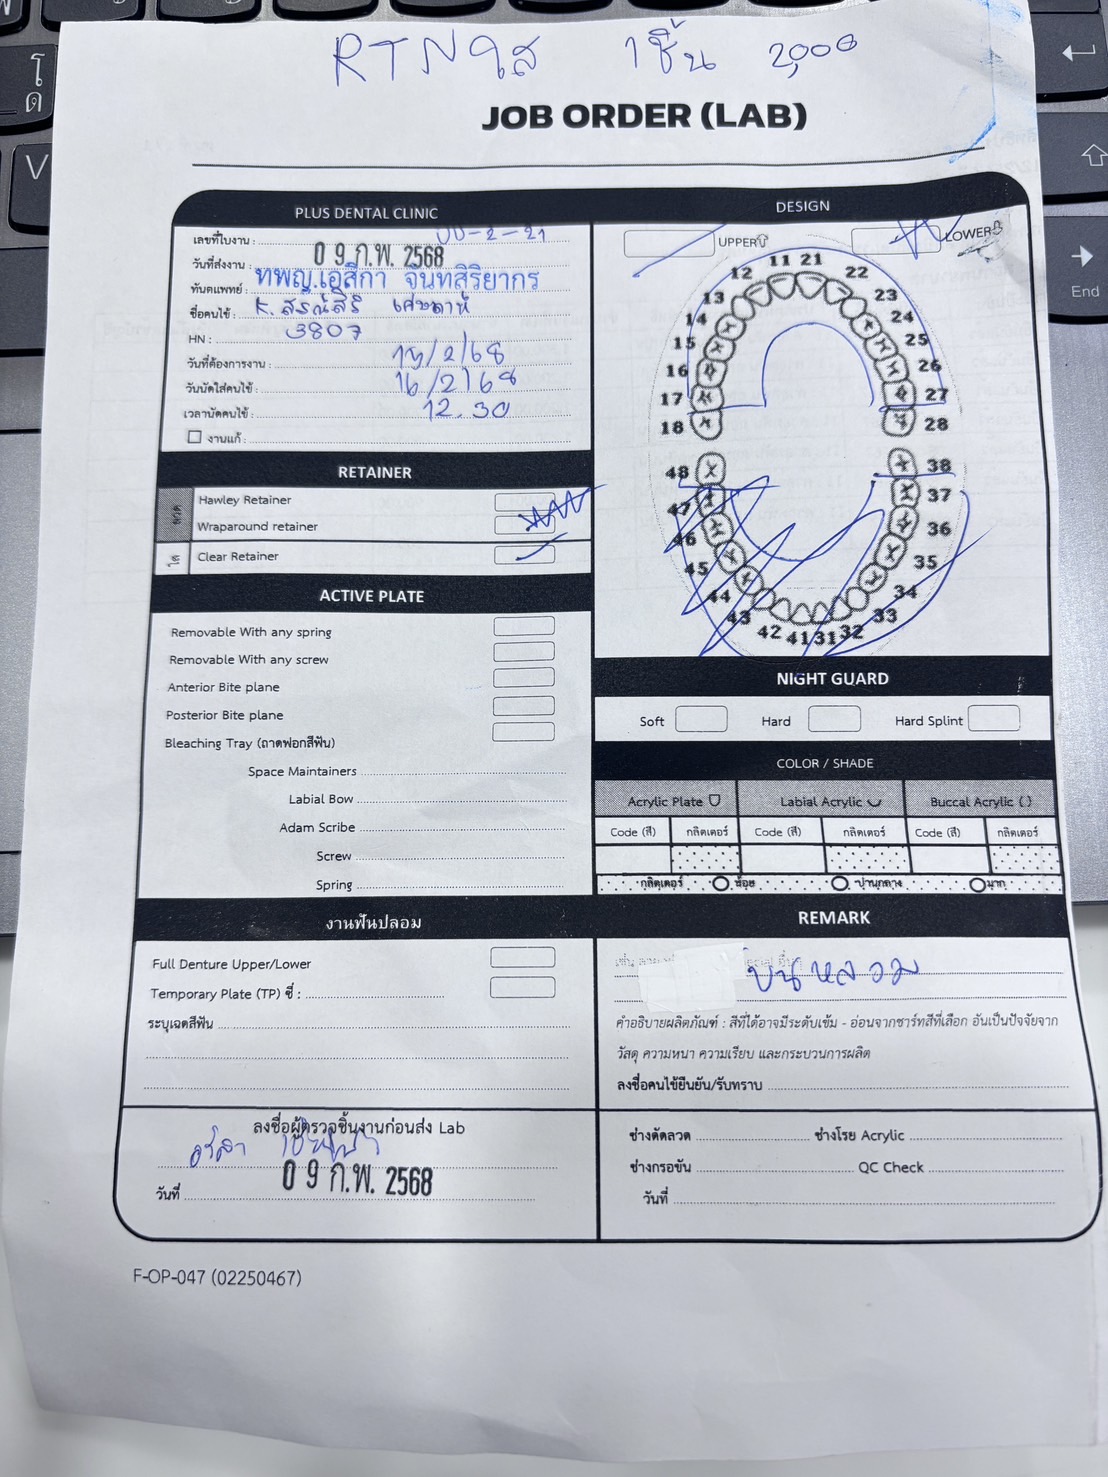 RTNใส 1ชิ้น 2,000
JOB ORDER (LAB)
PLUS DENTAL CLINIC
เลขที่ใบงาน :
วันที่ส่งงาน : 0 9 ก.พ. 2568
ทันตแพทย์ : ทพญ.เอสิกา จันทสิริยากร
ชื่อคนไข้ : K.
HN : 3807
วันที่ต้องการงาน : /2/68
วันนัดใส่คนไข้ : 16/2/68
เวลานัดคนไข้ : 12.30
งานแก้ :
RETAINER
ลวด
Hawley Retainer
Wraparound retainer
ใส
Clear Retainer
ACTIVE PLATE
Removable With any spring
Removable With any screw
Anterior Bite plane
Posterior Bite plane
Bleaching Tray (ถาดฟอกสีฟัน)
Space Maintainers
Labial Bow
Adam Scribe
Screw
Spring
งานฟันปลอม
Full Denture Upper/Lower
Temporary Plate (TP) ซี่ :
ระบุเฉดสีฟัน
ลงชื่อผู้ตรวจชิ้นงานก่อนส่ง Lab
วันที่ 0 9 ก.พ. 2568
DESIGN
UPPER LOWER
11 21
12 22
13 23
14 24
15 25
16 26
17 27
18 28
48 38
47 37
46 36
45 35
44 34
43 33
42 41 31 32
NIGHT GUARD
Soft Hard Hard Splint
COLOR / SHADE
Acrylic Plate Labial Acrylic Buccal Acrylic ( )
Code (สี) กลิตเตอร์ Code (สี) กลิตเตอร์ Code (สี) กลิตเตอร์
กลิตเตอร์ น้อย ปานกลาง มาก
REMARK
บนหลวม
คำอธิบายผลิตภัณฑ์ : สีที่ได้อาจมีระดับเข้ม - อ่อนจากชาร์ทสีที่เลือก อันเป็นปัจจัยจาก
วัสดุ ความหนา ความเรียบ และกระบวนการผลิต
ลงชื่อคนไข้ยืนยัน/รับทราบ
ช่างดัดลวด ช่างโรย Acrylic
ช่างกรอขัน QC Check
วันที่
F-OP-047 (02250467)